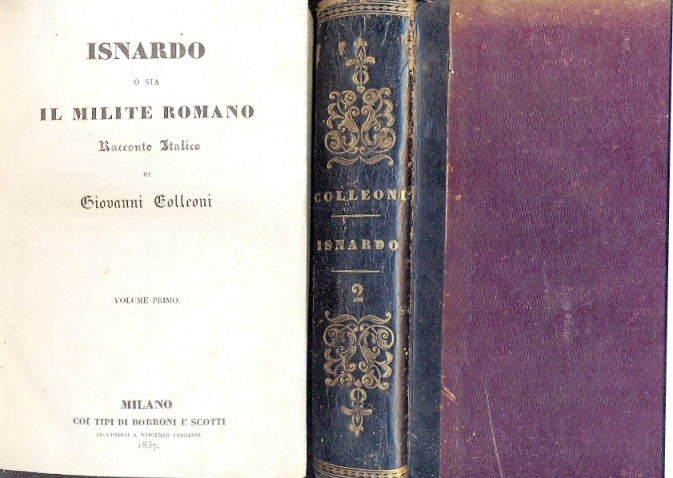 ISNARDO
O SIA
IL MILITE ROMANO
Racconto Italico
DI
Giovanni Colleoni
VOLUME PRIMO.
MILANO
COI TIPI DI BORRONI E SCOTTI
SUCCESSORI A VINCENZO FERRARIO
1837.
COLLEONI
ISNARDO
2